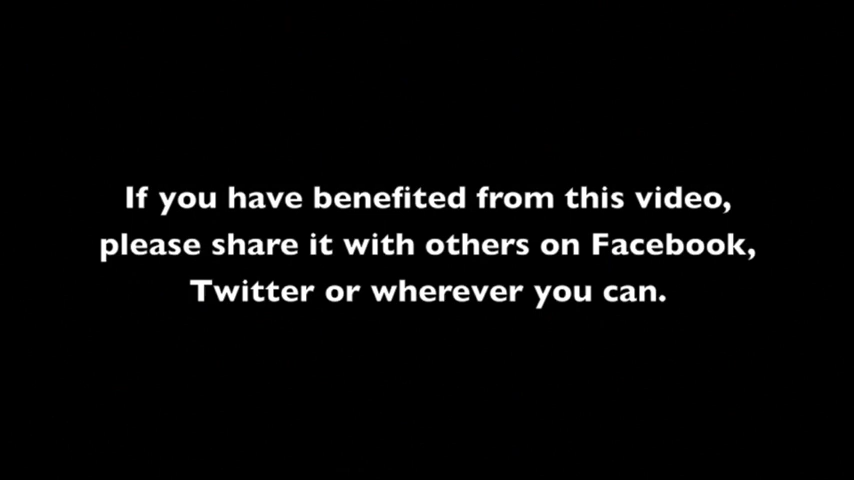 If you have benefited from this video,
please share it with others on Facebook,
Twitter or wherever you can.